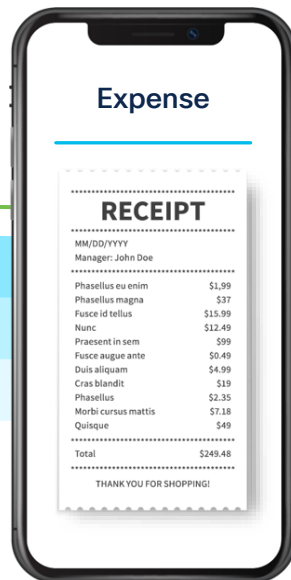 Expense
RECEIPT
MM/DD/YYYY
Manager: John Doe
Phasellus eu enim $1,99
Phasellus magna $37
Fusce id tellus $15.99
Nunc $12.49
Praesent in sem $99
Fusce augue ante $0.49
Duis aliquam $4.99
Cras blandit $19
Phasellus $2.35
Morbi cursus mattis $7.18
Quisque $49
Total $249.48
THANK YOU FOR SHOPPING!